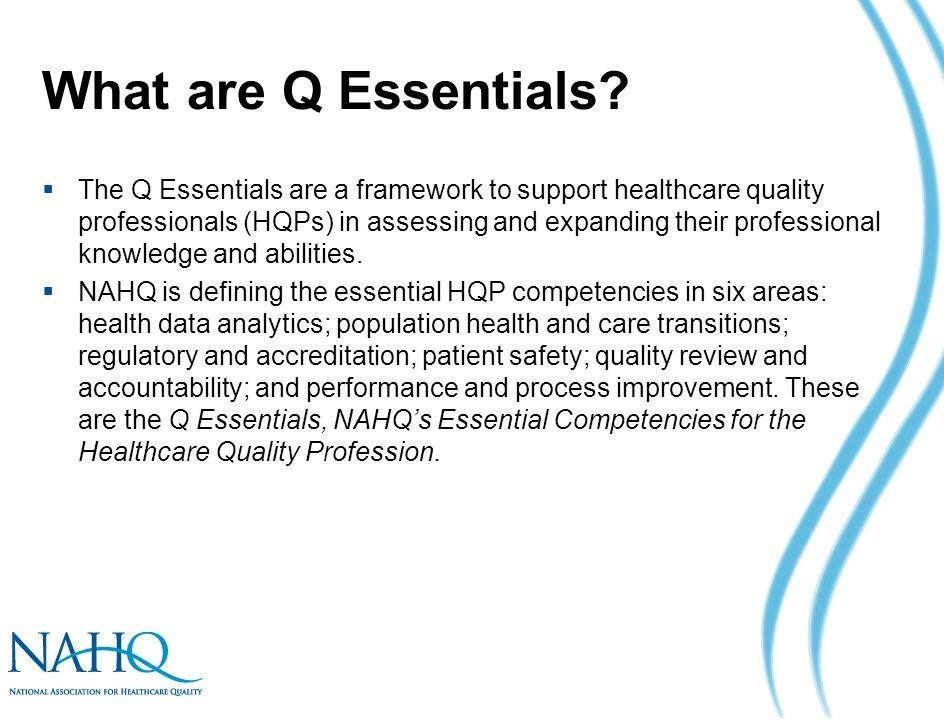 What are Q Essentials?
▪ The Q Essentials are a framework to support healthcare quality
professionals (HQPs) in assessing and expanding their professional
knowledge and abilities.
▪ NAHQ is defining the essential HQP competencies in six areas:
health data analytics; population health and care transitions;
regulatory and accreditation; patient safety; quality review and
accountability; and performance and process improvement. These
are the Q Essentials, NAHQ’s Essential Competencies for the
Healthcare Quality Profession.
NAHQ
National Association for Healthcare Quality